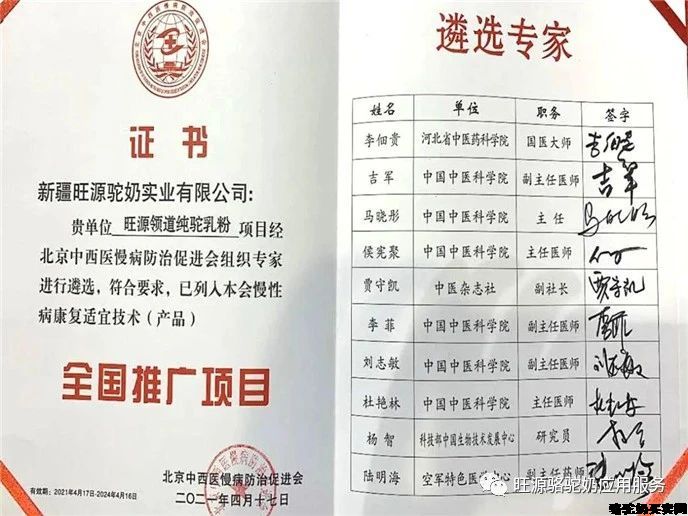 证书
新疆旺源驼奶实业有限公司:
贵单位 旺源领道纯驼乳粉 项目经
北京中西医慢病防治促进会组织专家
进行遴选，符合要求，已列入本会慢性
病康复适宜技术（产品）
全国推广项目
北京中西医慢病防治促进会
二〇二一年四月十七日
有效期：2021年4月17日-2024年4月16日
遴选专家
姓名 单位 职务 签字
李佃贵 河北省中医药科学院 国医大师
吉军 中国中医科学院 副主任医师 吉军
马晓彤 中国中医科学院 主任
侯宪聚 中国中医科学院 主任医师
贾守凯 中医杂志社 副社长
李菲 中国中医科学院 副主任医师
刘志敏 中国中医科学院 副主任医师
杜艳林 中国中医科学院 主任医师
杨智 科技部中国生物技术发展中心 研究员
陆明海 空军特色医学中心 副主任药师
旺源骆驼奶应用服务
骆驼奶买卖网